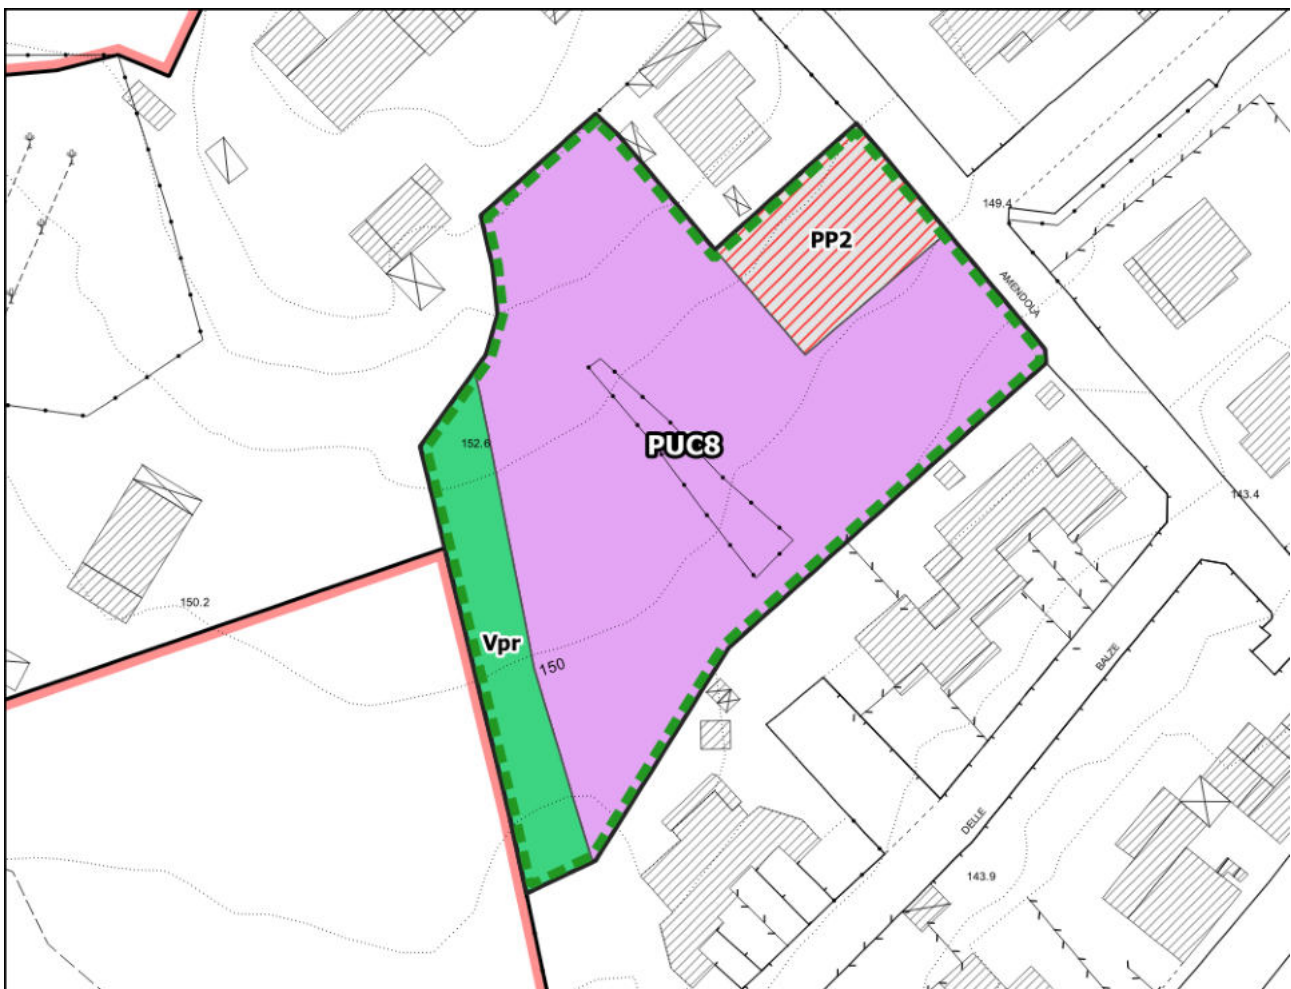 149.4
PP2
AMENDOLA
152.6
PUC8
143.4
150.2
Vpr
150
BALZE
DELLE
143.9